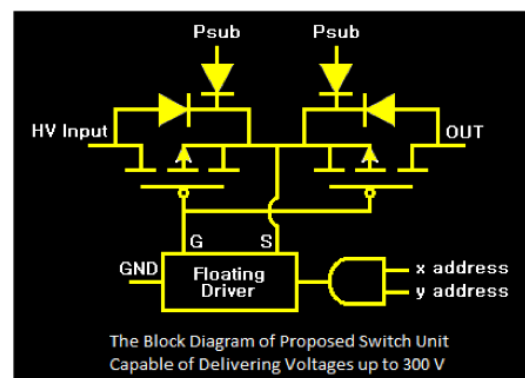 Psub Psub
HV Input OUT
G S
GND Floating Driver x address
y address
The Block Diagram of Proposed Switch Unit
Capable of Delivering Voltages up to 300 V